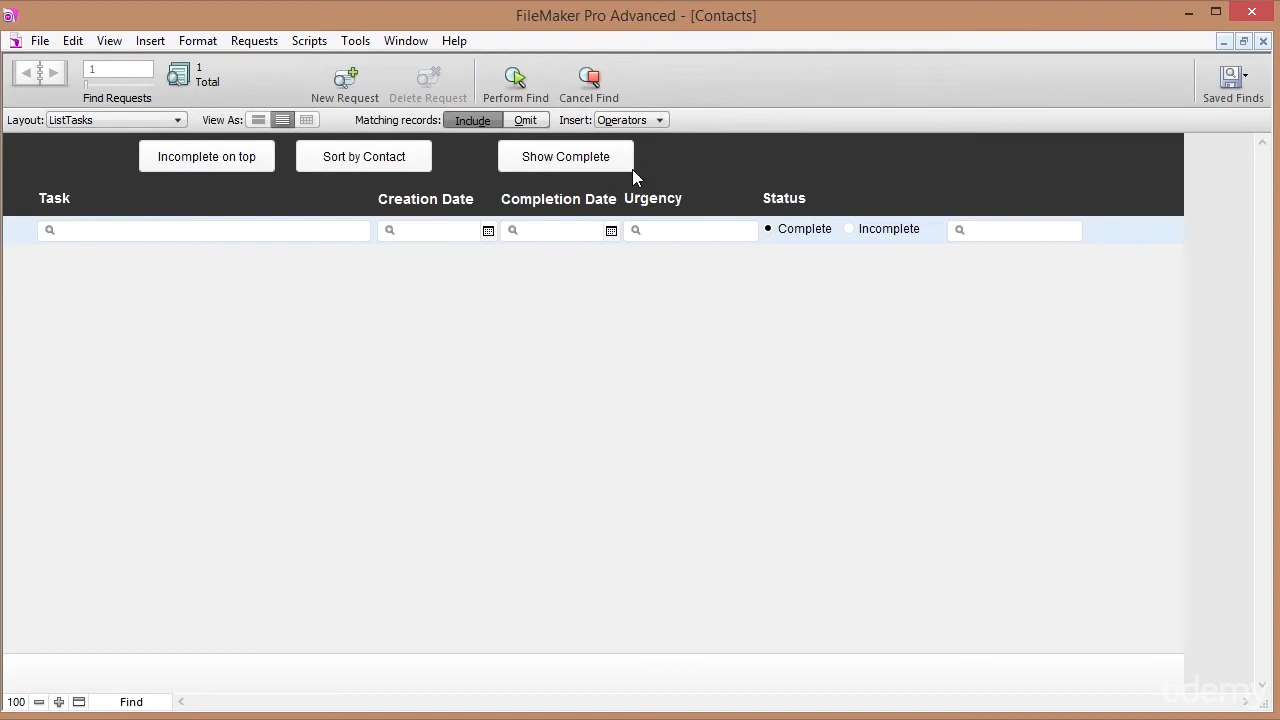 FileMaker Pro Advanced - [Contacts]
File Edit View Insert Format Requests Scripts Tools Window Help
1 1 Total
Find Requests New Request Delete Request Perform Find Cancel Find Saved Finds
Layout: ListTasks View As: Matching records: Include Omit Insert: Operators
Incomplete on top Sort by Contact Show Complete
Task Creation Date Completion Date Urgency Status
Complete Incomplete
udemy
100 Find